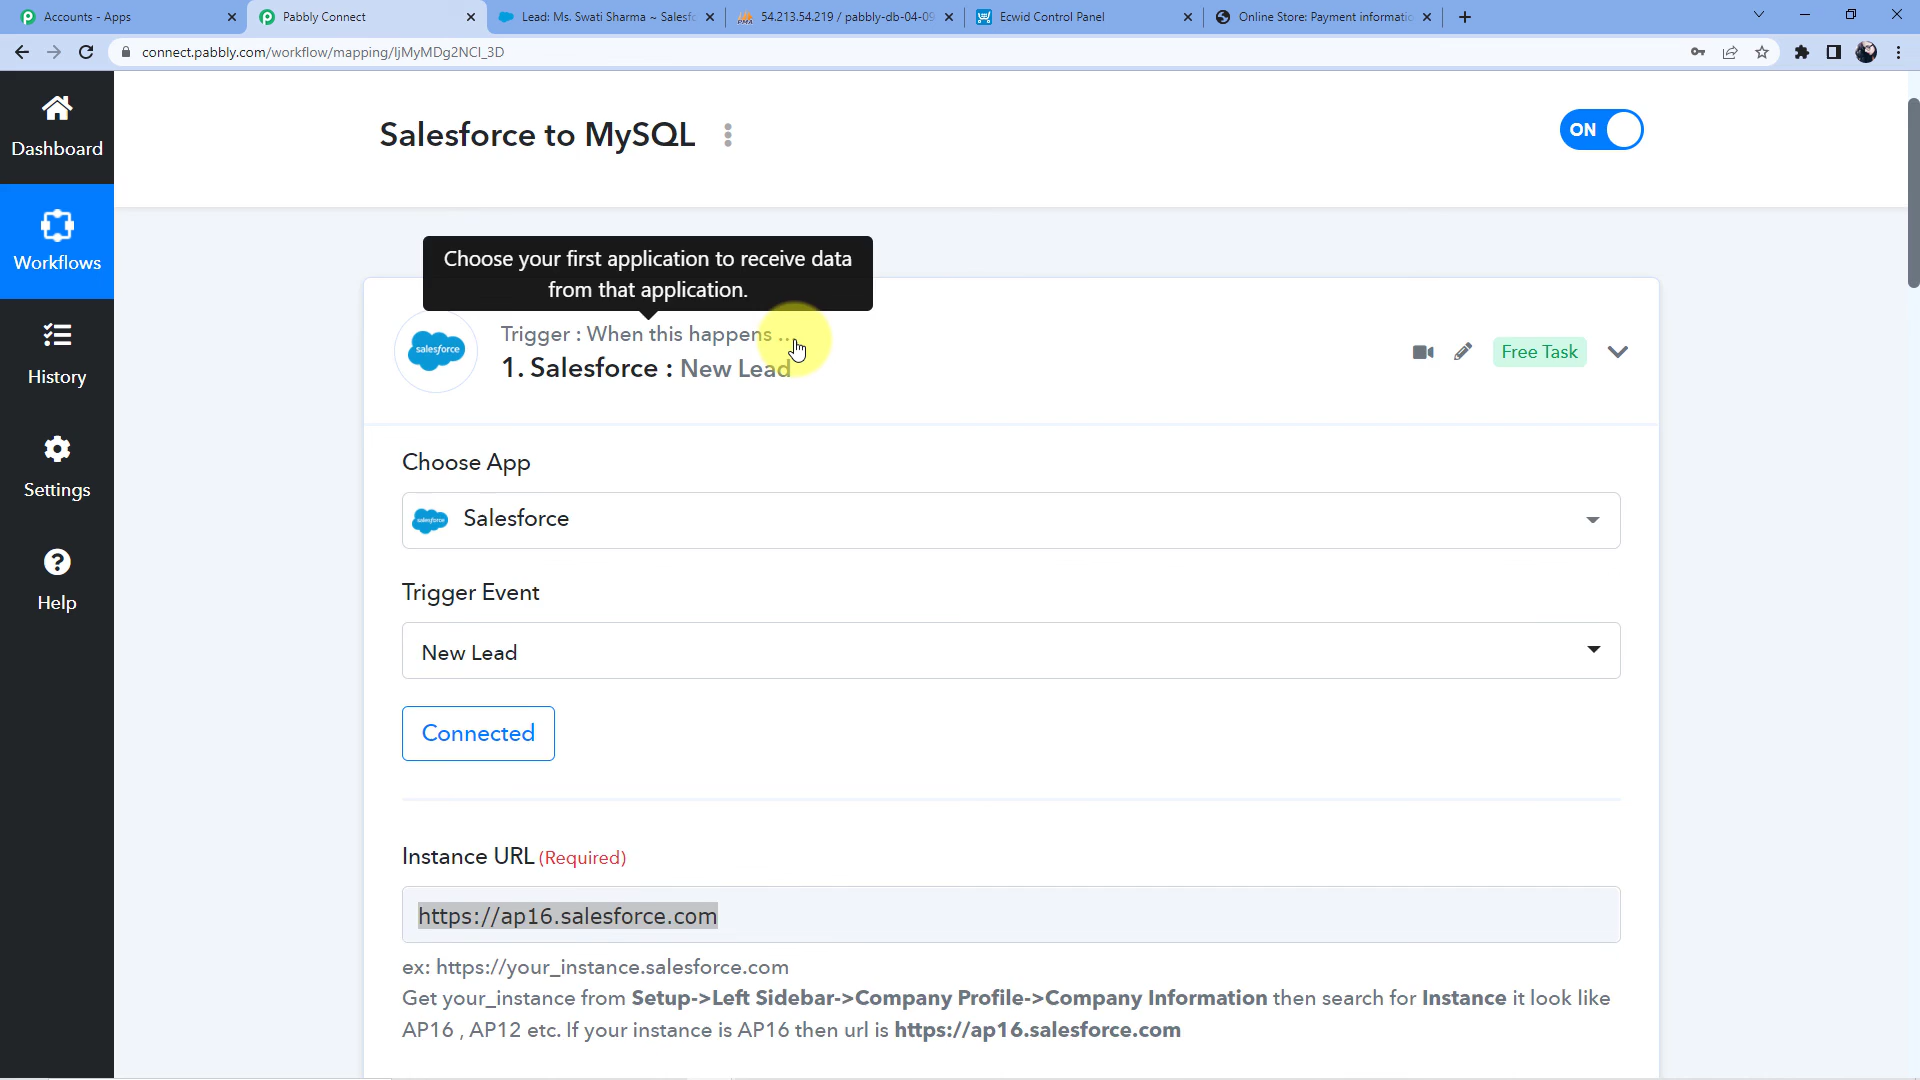 Accounts - Apps
Pabbly Connect
Lead: Ms. Swati Sharma ~ Salesf
54.213.54.219 / pabbly-db-04-09
Ecwid Control Panel
Online Store: Payment informatic
connect.pabbly.com/workflow/mapping/IjMyMDg2NCI_3D
Dashboard
Workflows
History
Settings
Help
Salesforce to MySQL
ON
Choose your first application to receive data
from that application.
salesforce
Trigger : When this happens ...
1. Salesforce : New Lead
Free Task
Choose App
salesforce
Salesforce
Trigger Event
New Lead
Connected
Instance URL (Required)
https://ap16.salesforce.com
ex: https://your_instance.salesforce.com
Get your_instance from Setup->Left Sidebar->Company Profile->Company Information then search for Instance it look like
AP16 , AP12 etc. If your instance is AP16 then url is https://ap16.salesforce.com